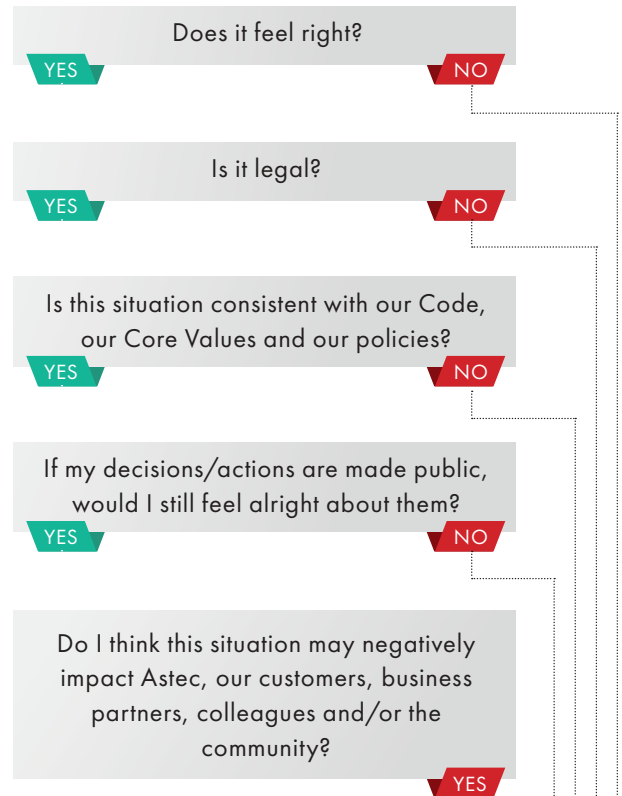 Does it feel right?
YES NO
Is it legal?
YES NO
Is this situation consistent with our Code,
our Core Values and our policies?
YES NO
If my decisions/actions are made public,
would I still feel alright about them?
YES NO
Do I think this situation may negatively
impact Astec, our customers, business
partners, colleagues and/or the
community?
YES